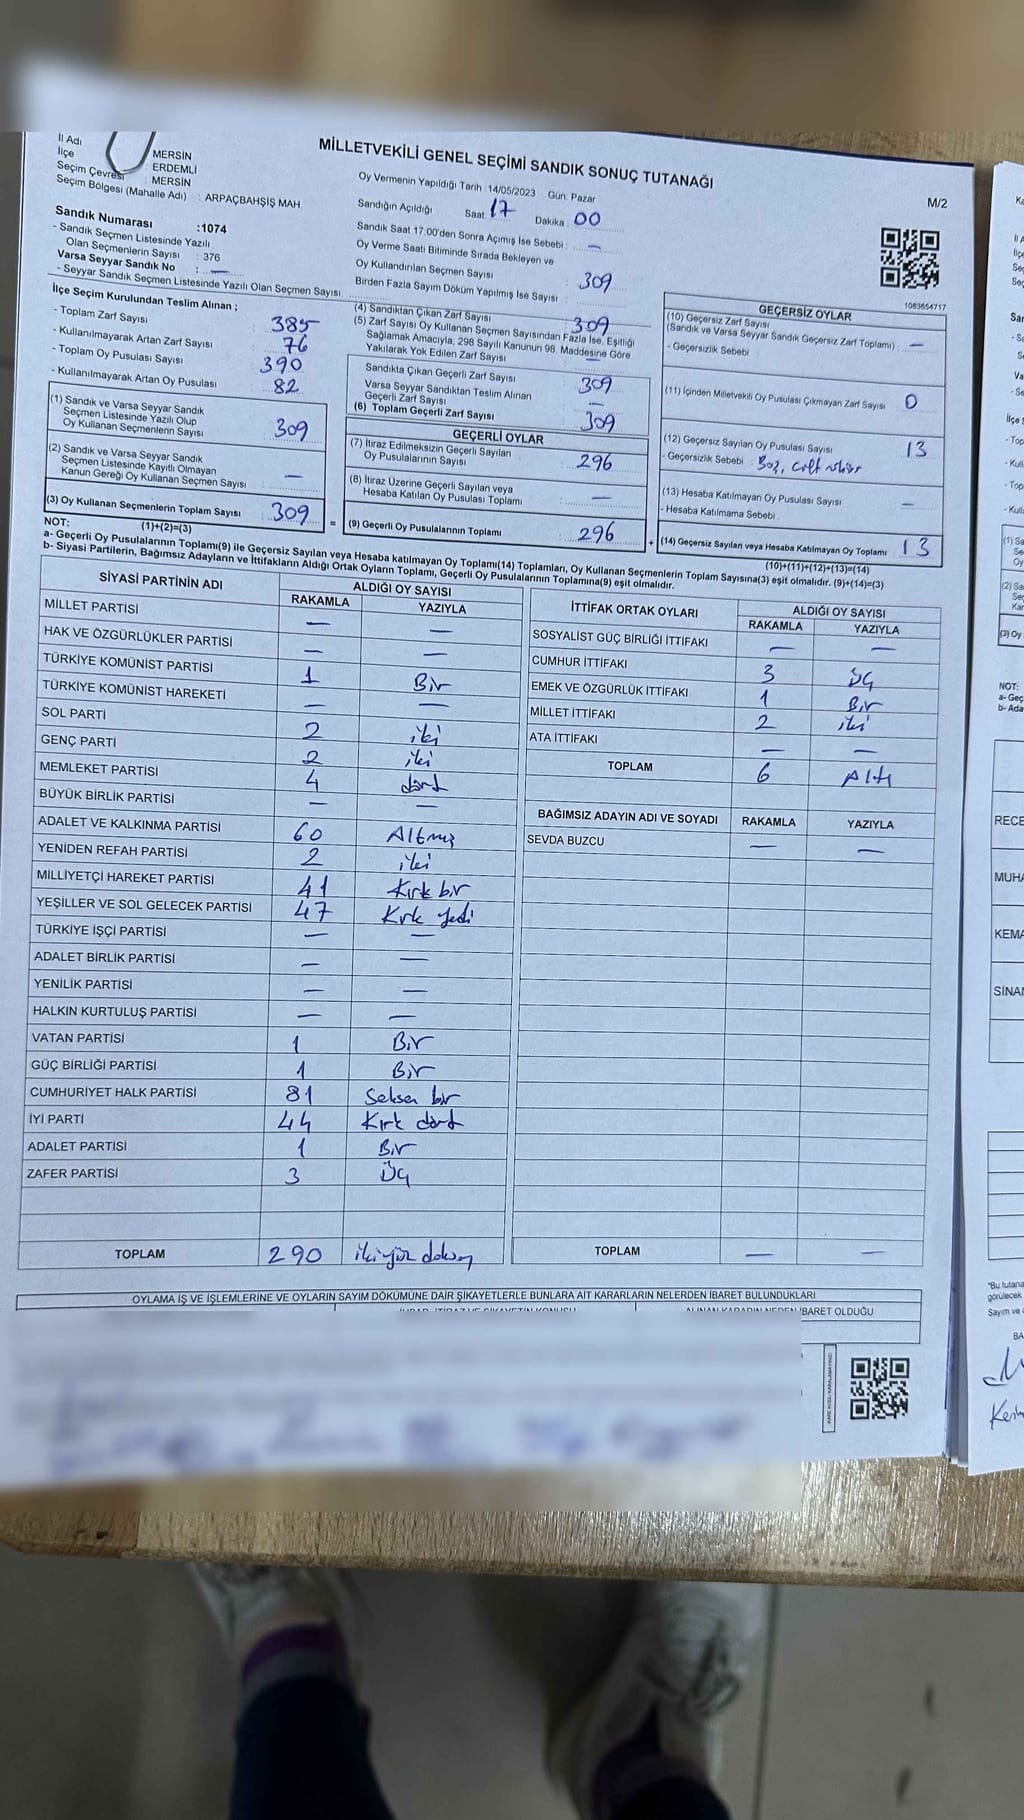 MİLLETVEKİLİ GENEL SEÇİMİ SANDIK SONUÇ TUTANAĞI
M/2
İl Adı MERSİN
İlçe ERDEMLİ
Seçim Çevresi : MERSİN
Seçim Bölgesi (Mahalle Adı) : ARPAÇBAHŞİŞ MAH.
Sandık Numarası :1074
- Sandık Seçmen Listesinde Yazılı
Olan Seçmenlerin Sayısı : 376
Varsa Seyyar Sandık No : —
- Seyyar Sandık Seçmen Listesinde Yazılı Olan Seçmen Sayısı
Oy Vermenin Yapıldığı Tarih :14/05/2023 Gün: Pazar
Sandığın Açıldığı Saat: 17 Dakika: 00
Sandık Saat 17:00'den Sonra Açımış İse Sebebi : —
Oy Verme Saati Bitiminde Sırada Bekleyen ve
Oy Kullandırılan Seçmen Sayısı 309
Birden Fazla Sayım Döküm Yapılmış İse Sayısı
1083654717
İlçe Seçim Kurulundan Teslim Alınan ;
- Toplam Zarf Sayısı 385
- Kullanılmayarak Artan Zarf Sayısı 76
- Toplam Oy Pusulası Sayısı 390
- Kullanılmayarak Artan Oy Pusulası 82
(1) Sandık ve Varsa Seyyar Sandık
Seçmen Listesinde Yazılı Olup
Oy Kullanan Seçmenlerin Sayısı 309
(2) Sandık ve Varsa Seyyar Sandık
Seçmen Listesinde Kayıtlı Olmayan
Kanun Gereği Oy Kullanan Seçmen Sayısı —
(3) Oy Kullanan Seçmenlerin Toplam Sayısı 309 =
(1)+(2)=(3)
(4) Sandıktan Çıkan Zarf Sayısı 309
(5) Zarf Sayısı Oy Kullanan Seçmen Sayısından Fazla İse, Eşitliği
Sağlamak Amacıyla, 298 Sayılı Kanunun 98. Maddesine Göre
Yakılarak Yok Edilen Zarf Sayısı —
Sandıkta Çıkan Geçerli Zarf Sayısı 309
Varsa Seyyar Sandıktan Teslim Alınan
Geçerli Zarf Sayısı —
(6) Toplam Geçerli Zarf Sayısı 309
GEÇERLİ OYLAR
(7) İtiraz Edilmeksizin Geçerli Sayılan
Oy Pusulalarının Sayısı 296
(8) İtiraz Üzerine Geçerli Sayılan veya
Hesaba Katılan Oy Pusulası Toplamı —
(9) Geçerli Oy Pusulalarının Toplamı : 296 +
GEÇERSİZ OYLAR
(10) Geçersiz Zarf Sayısı
(Sandık ve Varsa Seyyar Sandık Geçersiz Zarf Toplamı) : —
- Geçersizlik Sebebi :
(11) İçinden Milletvekili Oy Pusulası Çıkmayan Zarf Sayısı 0
(12) Geçersiz Sayılan Oy Pusulası Sayısı 13
- Geçersizlik Sebebi : Boş, çift
(13) Hesaba Katılmayan Oy Pusulası Sayısı —
- Hesaba Katılmama Sebebi :
(14) Geçersiz Sayılan veya Hesaba Katılmayan Oy Toplamı : 13
(10)+(11)+(12)+(13)=(14)
NOT:
a- Geçerli Oy Pusulalarının Toplamı(9) ile Geçersiz Sayılan veya Hesaba katılmayan Oy Toplamı(14) Toplamları, Oy Kullanan Seçmenlerin Toplam Sayısına(3) eşit olmalıdır. (9)+(14)=(3)
b- Siyasi Partilerin, Bağımsız Adayların ve İttifakların Aldığı Ortak Oyların Toplamı, Geçerli Oy Pusulalarının Toplamına(9) eşit olmalıdır.
SİYASİ PARTİNİN ADI ALDIĞI OY SAYISI
RAKAMLA YAZIYLA
MİLLET PARTİSİ — —
HAK VE ÖZGÜRLÜKLER PARTİSİ — —
TÜRKİYE KOMÜNİST PARTİSİ 1 Bir
TÜRKİYE KOMÜNİST HAREKETİ — —
SOL PARTİ 2 iki
GENÇ PARTİ 2 iki
MEMLEKET PARTİSİ 4 dört
BÜYÜK BİRLİK PARTİSİ — —
ADALET VE KALKINMA PARTİSİ 60 Altmış
YENİDEN REFAH PARTİSİ 2 iki
MİLLİYETÇİ HAREKET PARTİSİ 41 Kırk bir
YEŞİLLER VE SOL GELECEK PARTİSİ 47 Kırk yedi
TÜRKİYE İŞÇİ PARTİSİ — —
ADALET BİRLİK PARTİSİ — —
YENİLİK PARTİSİ — —
HALKIN KURTULUŞ PARTİSİ — —
VATAN PARTİSİ 1 Bir
GÜÇ BİRLİĞİ PARTİSİ 1 Bir
CUMHURİYET HALK PARTİSİ 81 Seksen bir
İYİ PARTİ 44 Kırk dört
ADALET PARTİSİ 1 Bir
ZAFER PARTİSİ 3 Üç
TOPLAM 290 ikiyüz doksan
İTTİFAK ORTAK OYLARI ALDIĞI OY SAYISI
RAKAMLA YAZIYLA
SOSYALİST GÜÇ BİRLİĞİ İTTİFAKI — —
CUMHUR İTTİFAKI 3 Üç
EMEK VE ÖZGÜRLÜK İTTİFAKI 1 Bir
MİLLET İTTİFAKI 2 iki
ATA İTTİFAKI — —
TOPLAM 6 Altı
BAĞIMSIZ ADAYIN ADI VE SOYADI RAKAMLA YAZIYLA
SEVDA BUZCU — —
TOPLAM — —
OYLAMA İŞ VE İŞLEMLERİNE VE OYLARIN SAYIM DÖKÜMÜNE DAİR ŞİKAYETLERLE BUNLARA AİT KARARLARIN NELERDEN İBARET BULUNDUKLARI
ALINAN KARARIN NEDEN İBARET OLDUĞU
NOT:
a- Geç
b- Ada
RECE
MUHA
KEMA
SİNAN
*Bu tutana
görülecek
Sayım ve
BA